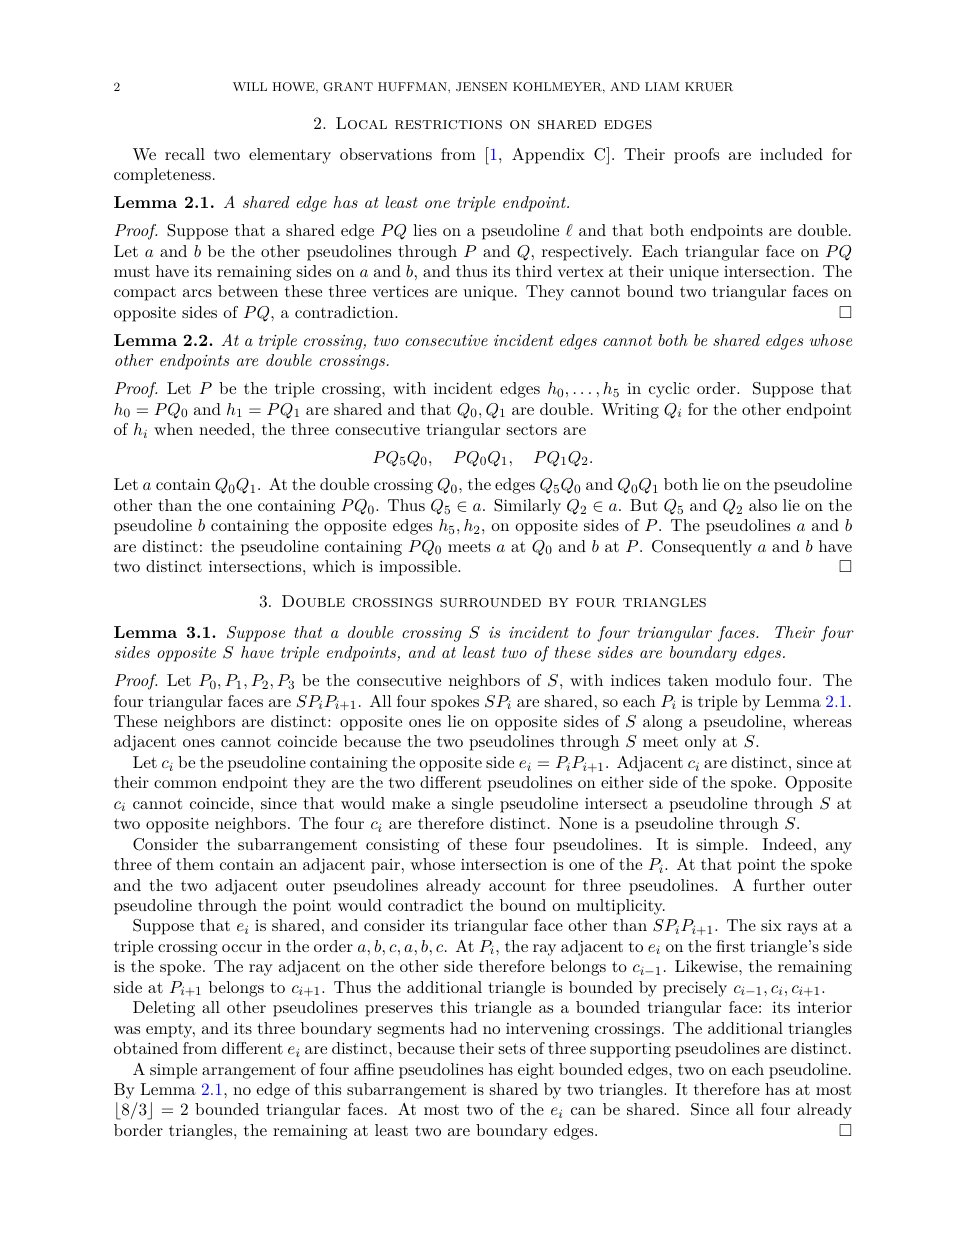 2 WILL HOWE, GRANT HUFFMAN, JENSEN KOHLMEYER, AND LIAM KRUER
2. Local restrictions on shared edges
We recall two elementary observations from [1, Appendix C]. Their proofs are included for
completeness.
Lemma 2.1. A shared edge has at least one triple endpoint.
Proof. Suppose that a shared edge PQ lies on a pseudoline ℓ and that both endpoints are double.
Let a and b be the other pseudolines through P and Q, respectively. Each triangular face on PQ
must have its remaining sides on a and b, and thus its third vertex at their unique intersection. The
compact arcs between these three vertices are unique. They cannot bound two triangular faces on
opposite sides of PQ, a contradiction. □
Lemma 2.2. At a triple crossing, two consecutive incident edges cannot both be shared edges whose
other endpoints are double crossings.
Proof. Let P be the triple crossing, with incident edges h₀, . . . , h₅ in cyclic order. Suppose that
h₀ = PQ₀ and h₁ = PQ₁ are shared and that Q₀, Q₁ are double. Writing Qᵢ for the other endpoint
of hᵢ when needed, the three consecutive triangular sectors are
PQ₅Q₀, PQ₀Q₁, PQ₁Q₂.
Let a contain Q₀Q₁. At the double crossing Q₀, the edges Q₅Q₀ and Q₀Q₁ both lie on the pseudoline
other than the one containing PQ₀. Thus Q₅ ∈ a. Similarly Q₂ ∈ a. But Q₅ and Q₂ also lie on the
pseudoline b containing the opposite edges h₅, h₂, on opposite sides of P. The pseudolines a and b
are distinct: the pseudoline containing PQ₀ meets a at Q₀ and b at P. Consequently a and b have
two distinct intersections, which is impossible. □
3. Double crossings surrounded by four triangles
Lemma 3.1. Suppose that a double crossing S is incident to four triangular faces. Their four
sides opposite S have triple endpoints, and at least two of these sides are boundary edges.
Proof. Let P₀, P₁, P₂, P₃ be the consecutive neighbors of S, with indices taken modulo four. The
four triangular faces are SPᵢPᵢ₊₁. All four spokes SPᵢ are shared, so each Pᵢ is triple by Lemma 2.1.
These neighbors are distinct: opposite ones lie on opposite sides of S along a pseudoline, whereas
adjacent ones cannot coincide because the two pseudolines through S meet only at S.
Let cᵢ be the pseudoline containing the opposite side eᵢ = PᵢPᵢ₊₁. Adjacent cᵢ are distinct, since at
their common endpoint they are the two different pseudolines on either side of the spoke. Opposite
cᵢ cannot coincide, since that would make a single pseudoline intersect a pseudoline through S at
two opposite neighbors. The four cᵢ are therefore distinct. None is a pseudoline through S.
Consider the subarrangement consisting of these four pseudolines. It is simple. Indeed, any
three of them contain an adjacent pair, whose intersection is one of the Pᵢ. At that point the spoke
and the two adjacent outer pseudolines already account for three pseudolines. A further outer
pseudoline through the point would contradict the bound on multiplicity.
Suppose that eᵢ is shared, and consider its triangular face other than SPᵢPᵢ₊₁. The six rays at a
triple crossing occur in the order a, b, c, a, b, c. At Pᵢ, the ray adjacent to eᵢ on the first triangle's side
is the spoke. The ray adjacent on the other side therefore belongs to cᵢ₋₁. Likewise, the remaining
side at Pᵢ₊₁ belongs to cᵢ₊₁. Thus the additional triangle is bounded by precisely cᵢ₋₁, cᵢ, cᵢ₊₁.
Deleting all other pseudolines preserves this triangle as a bounded triangular face: its interior
was empty, and its three boundary segments had no intervening crossings. The additional triangles
obtained from different eᵢ are distinct, because their sets of three supporting pseudolines are distinct.
A simple arrangement of four affine pseudolines has eight bounded edges, two on each pseudoline.
By Lemma 2.1, no edge of this subarrangement is shared by two triangles. It therefore has at most
⌊8/3⌋ = 2 bounded triangular faces. At most two of the eᵢ can be shared. Since all four already
border triangles, the remaining at least two are boundary edges. □